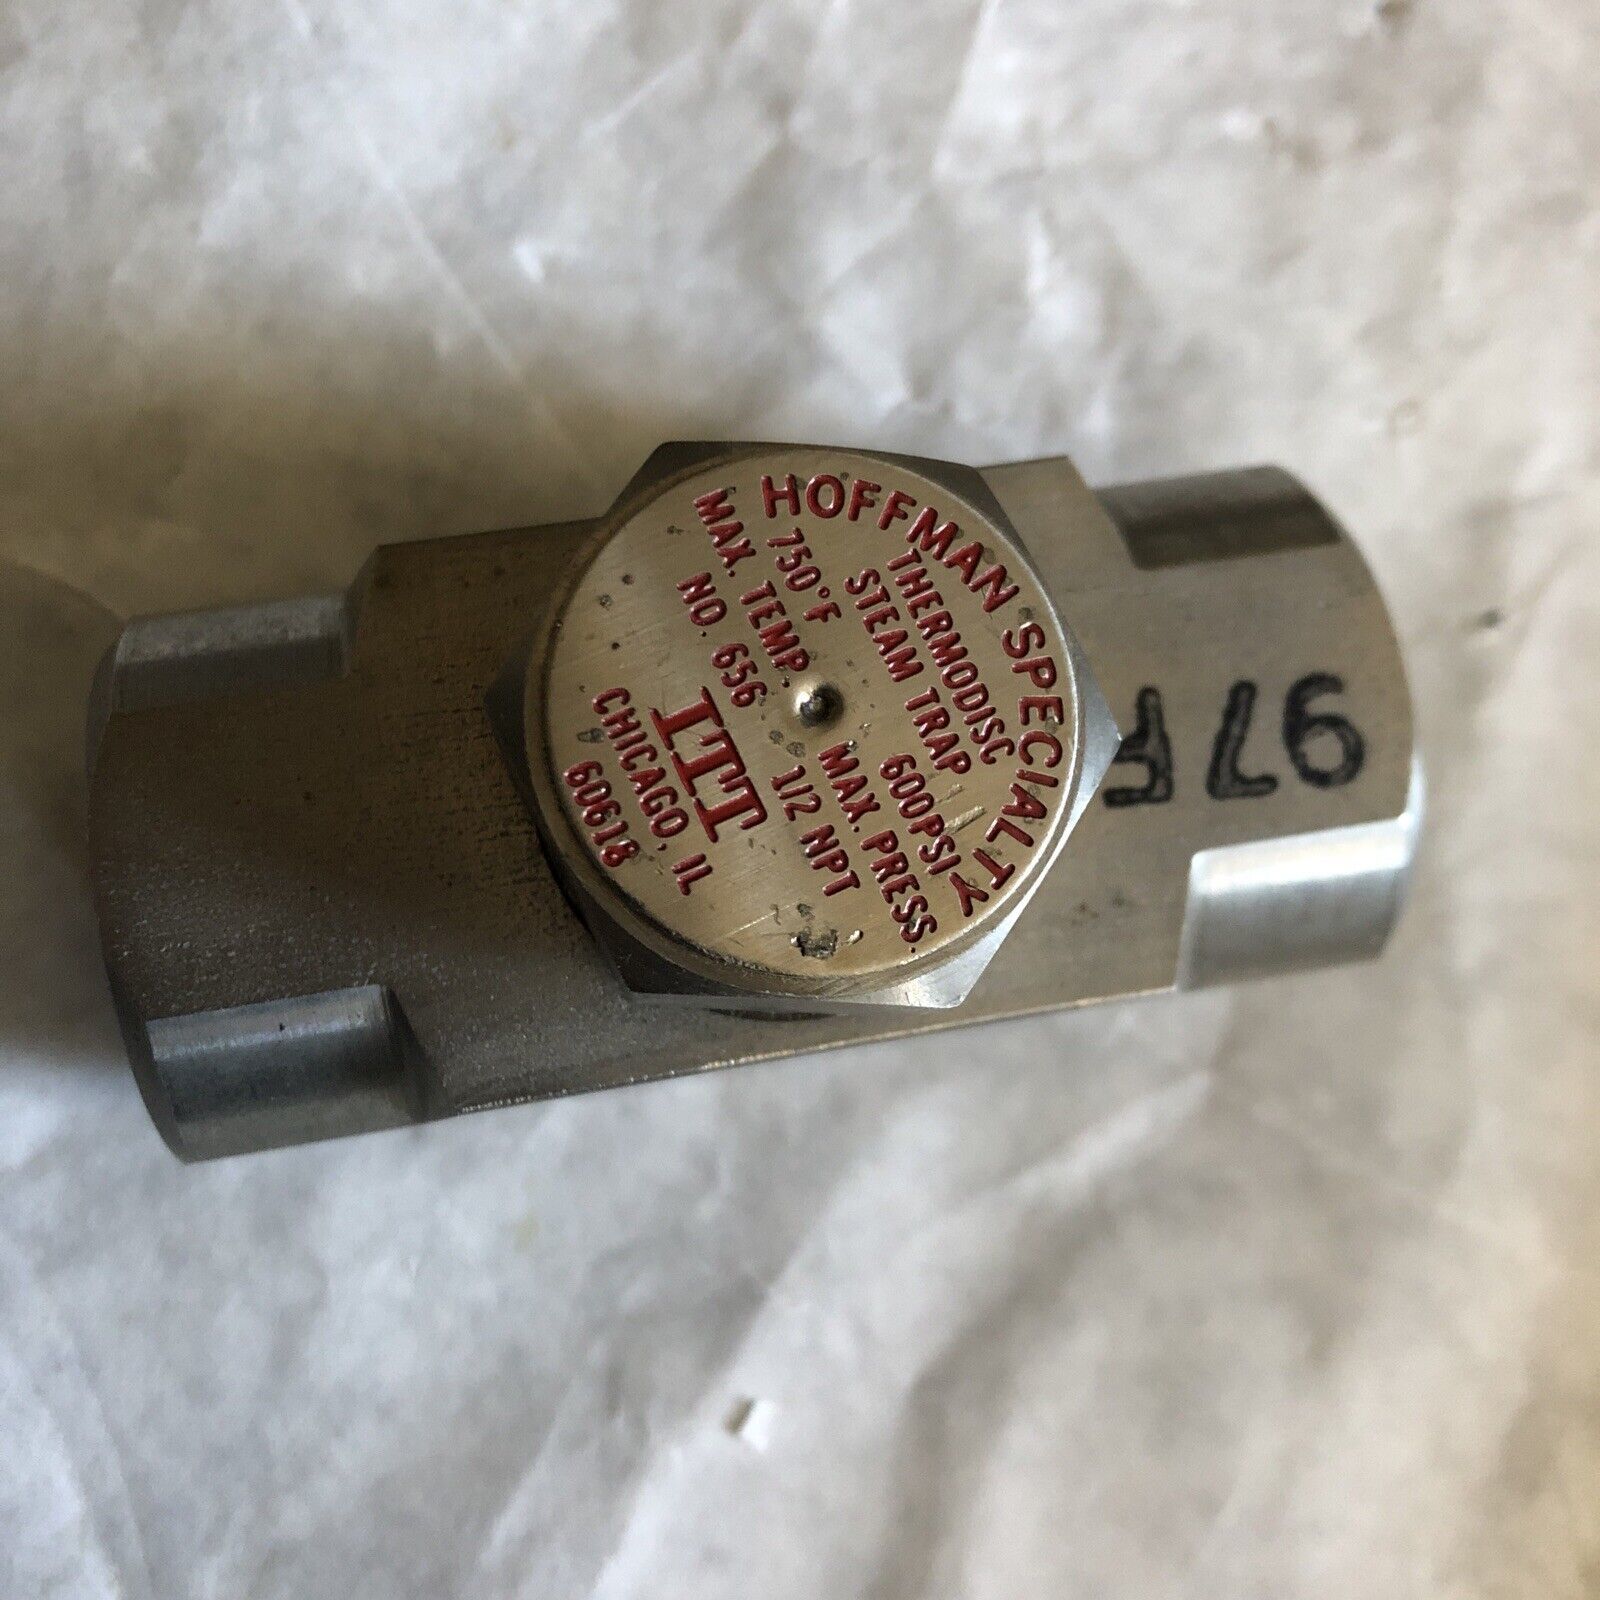 HOFFMAN SPECIALTY
THERMODISC
STEAM TRAP
750°F 600PSI
MAX. TEMP. MAX. PRESS.
NO. 656 1/2 NPT
ITT
CHICAGO, IL
60618
97F